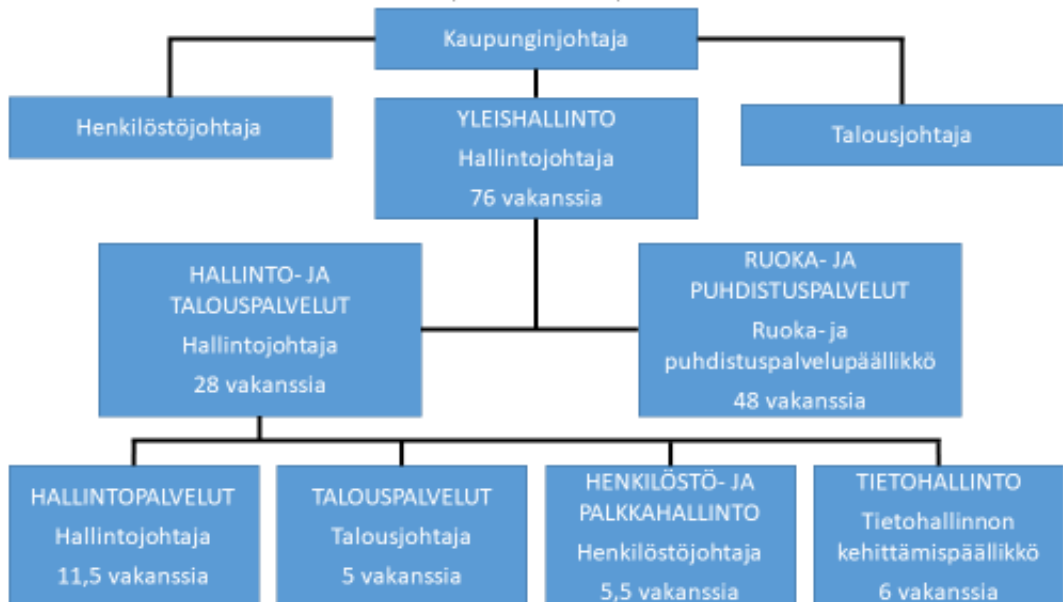 Kaupunginjohtaja
Henkilöstöjohtaja
YLEISHALLINTO
Hallintojohtaja
76 vakanssia
Talousjohtaja
HALLINTO- JA
TALOUSPALVELUT
Hallintojohtaja
28 vakanssia
RUOKA- JA
PUHDISTUSPALVELUT
Ruoka- ja
puhdistuspalvelupäällikkö
48 vakanssia
HALLINTOPALVELUT
Hallintojohtaja
11,5 vakanssia
TALOUSPALVELUT
Talousjohtaja
5 vakanssia
HENKILÖSTÖ- JA
PALKKAHALLINTO
Henkilöstöjohtaja
5,5 vakanssia
TIETOHALLINTO
Tietohallinnon
kehittämispäällikkö
6 vakanssia